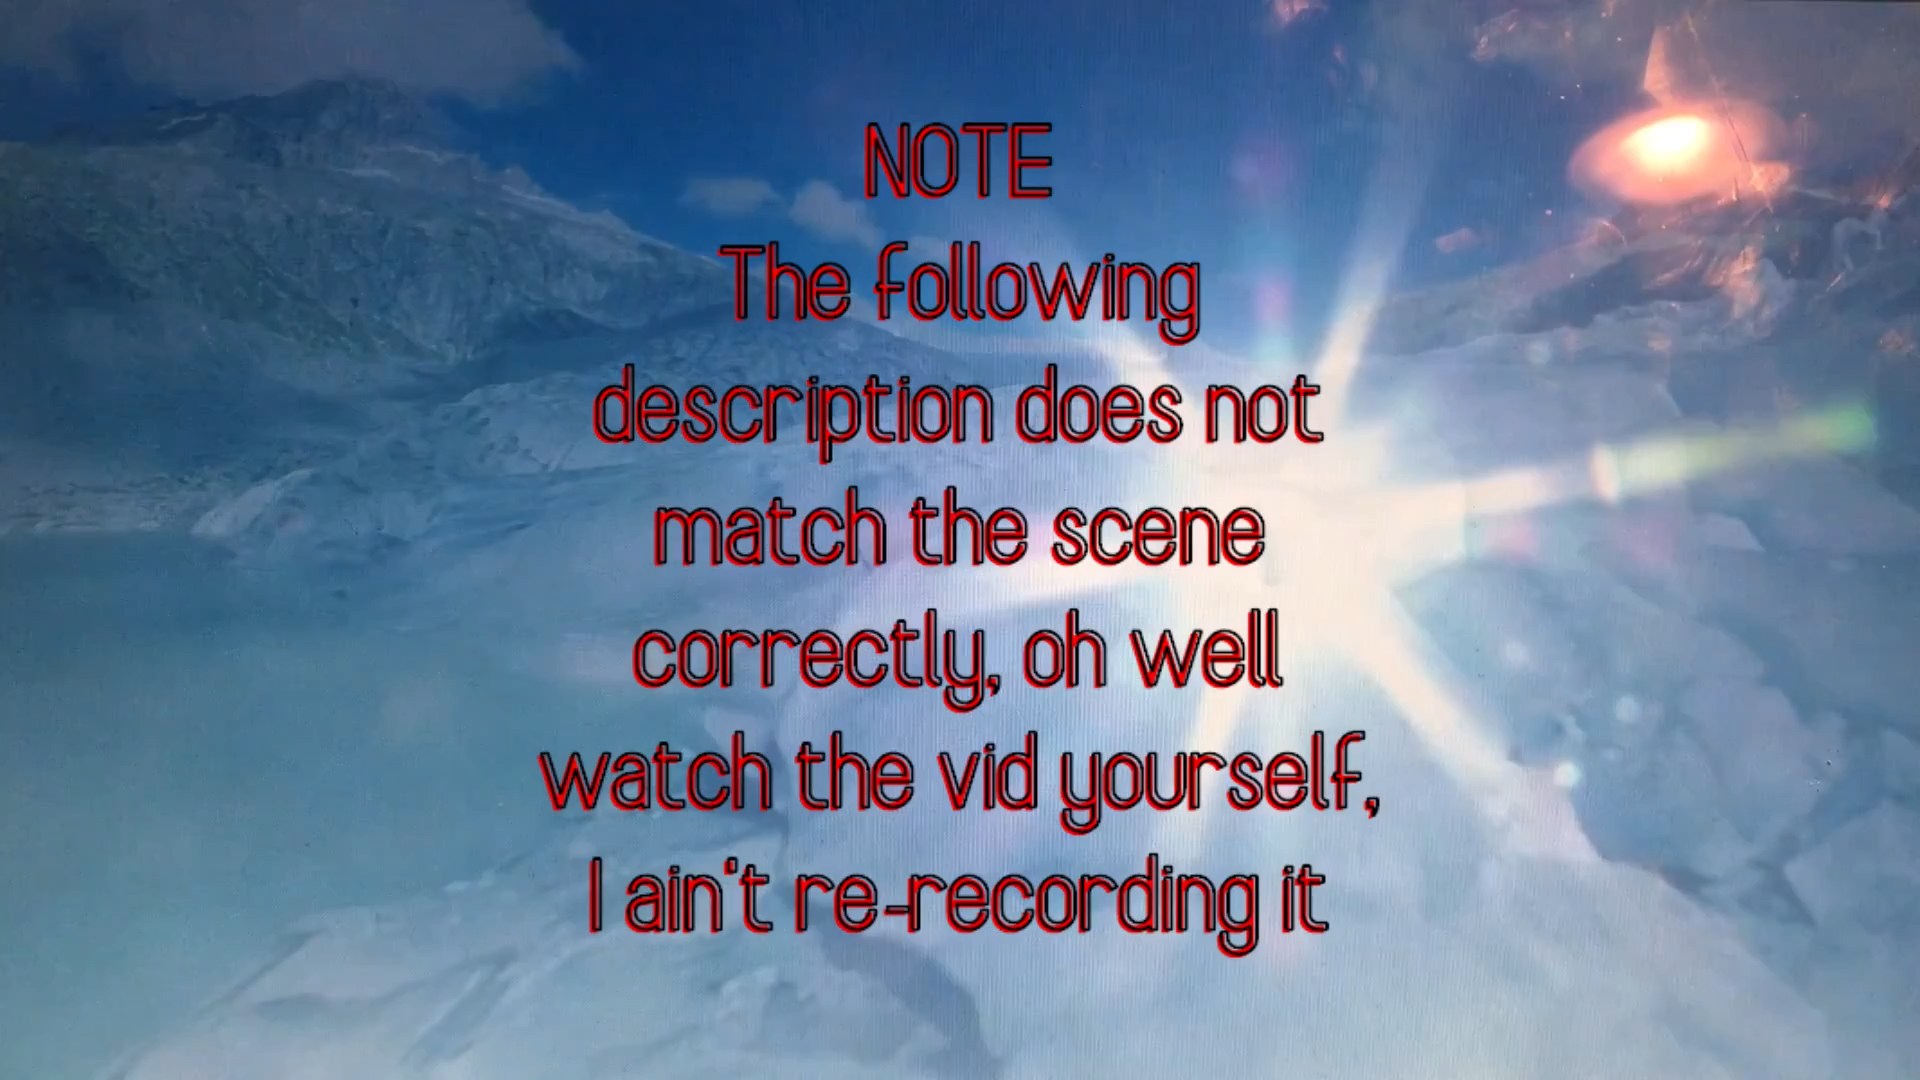 NOTE
The following
description does not
match the scene
correctly, oh well
watch the vid yourself,
I ain't re-recording it